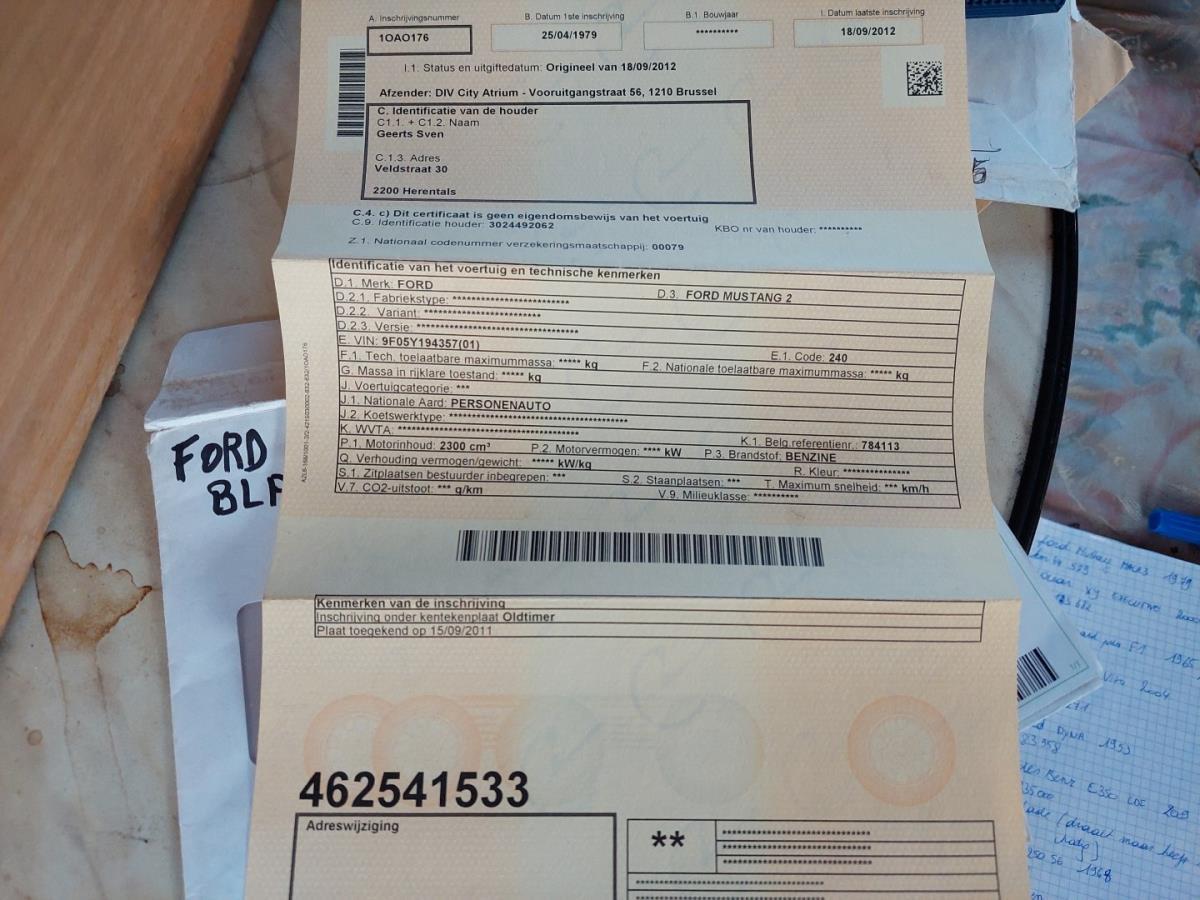 A. Inschrijvingsnummer
1OAO176
B. Datum 1ste inschrijving
25/04/1979
B.1. Bouwjaar
**********
I. Datum laatste inschrijving
18/09/2012
I.1. Status en uitgiftedatum: Origineel van 18/09/2012
Afzender: DIV City Atrium - Vooruitgangstraat 56, 1210 Brussel
C. Identificatie van de houder
C1.1. + C1.2. Naam
Geerts Sven
C.1.3. Adres
Veldstraat 30
2200 Herentals
C.4. c) Dit certificaat is geen eigendomsbewijs van het voertuig
C.9. Identificatie houder: 3024492062 KBO nr van houder: **********
Z.1. Nationaal codenummer verzekeringsmaatschappij: 00079
Identificatie van het voertuig en technische kenmerken
D.1. Merk: FORD D.3. FORD MUSTANG 2
D.2.1. Fabriekstype: *************************
D.2.2. Variant: *************************
D.2.3. Versie: ***********************************
E. VIN: 9F05Y194357(01) E.1. Code: 240
F.1. Tech. toelaatbare maximummassa: ***** kg F.2. Nationale toelaatbare maximummassa: ***** kg
G. Massa in rijklare toestand: ***** kg
J. Voertuigcategorie: ***
J.1. Nationale Aard: PERSONENAUTO
J.2. Koetswerktype: ***********************************
K. WVTA: ***********************************
K.1. Belg.referentienr.: 784113
P.1. Motorinhoud: 2300 cm³ P.2. Motorvermogen: **** kW P.3. Brandstof: BENZINE
Q. Verhouding vermogen/gewicht: ***** kW/kg R. Kleur: **************
S.1. Zitplaatsen bestuurder inbegrepen: *** S.2. Staanplaatsen: *** T. Maximum snelheid: *** km/h
V.7. CO2-uitstoot: *** g/km V.9. Milieuklasse: **********
Kenmerken van de inschrijving
Inschrijving onder kentekenplaat Oldtimer
Plaat toegekend op 15/09/2011
462541533
Adreswijziging
**
******************************
******************************
******************************
FORD
1979
2000
1965
2004
DYNA 1953
Benz E350
1968